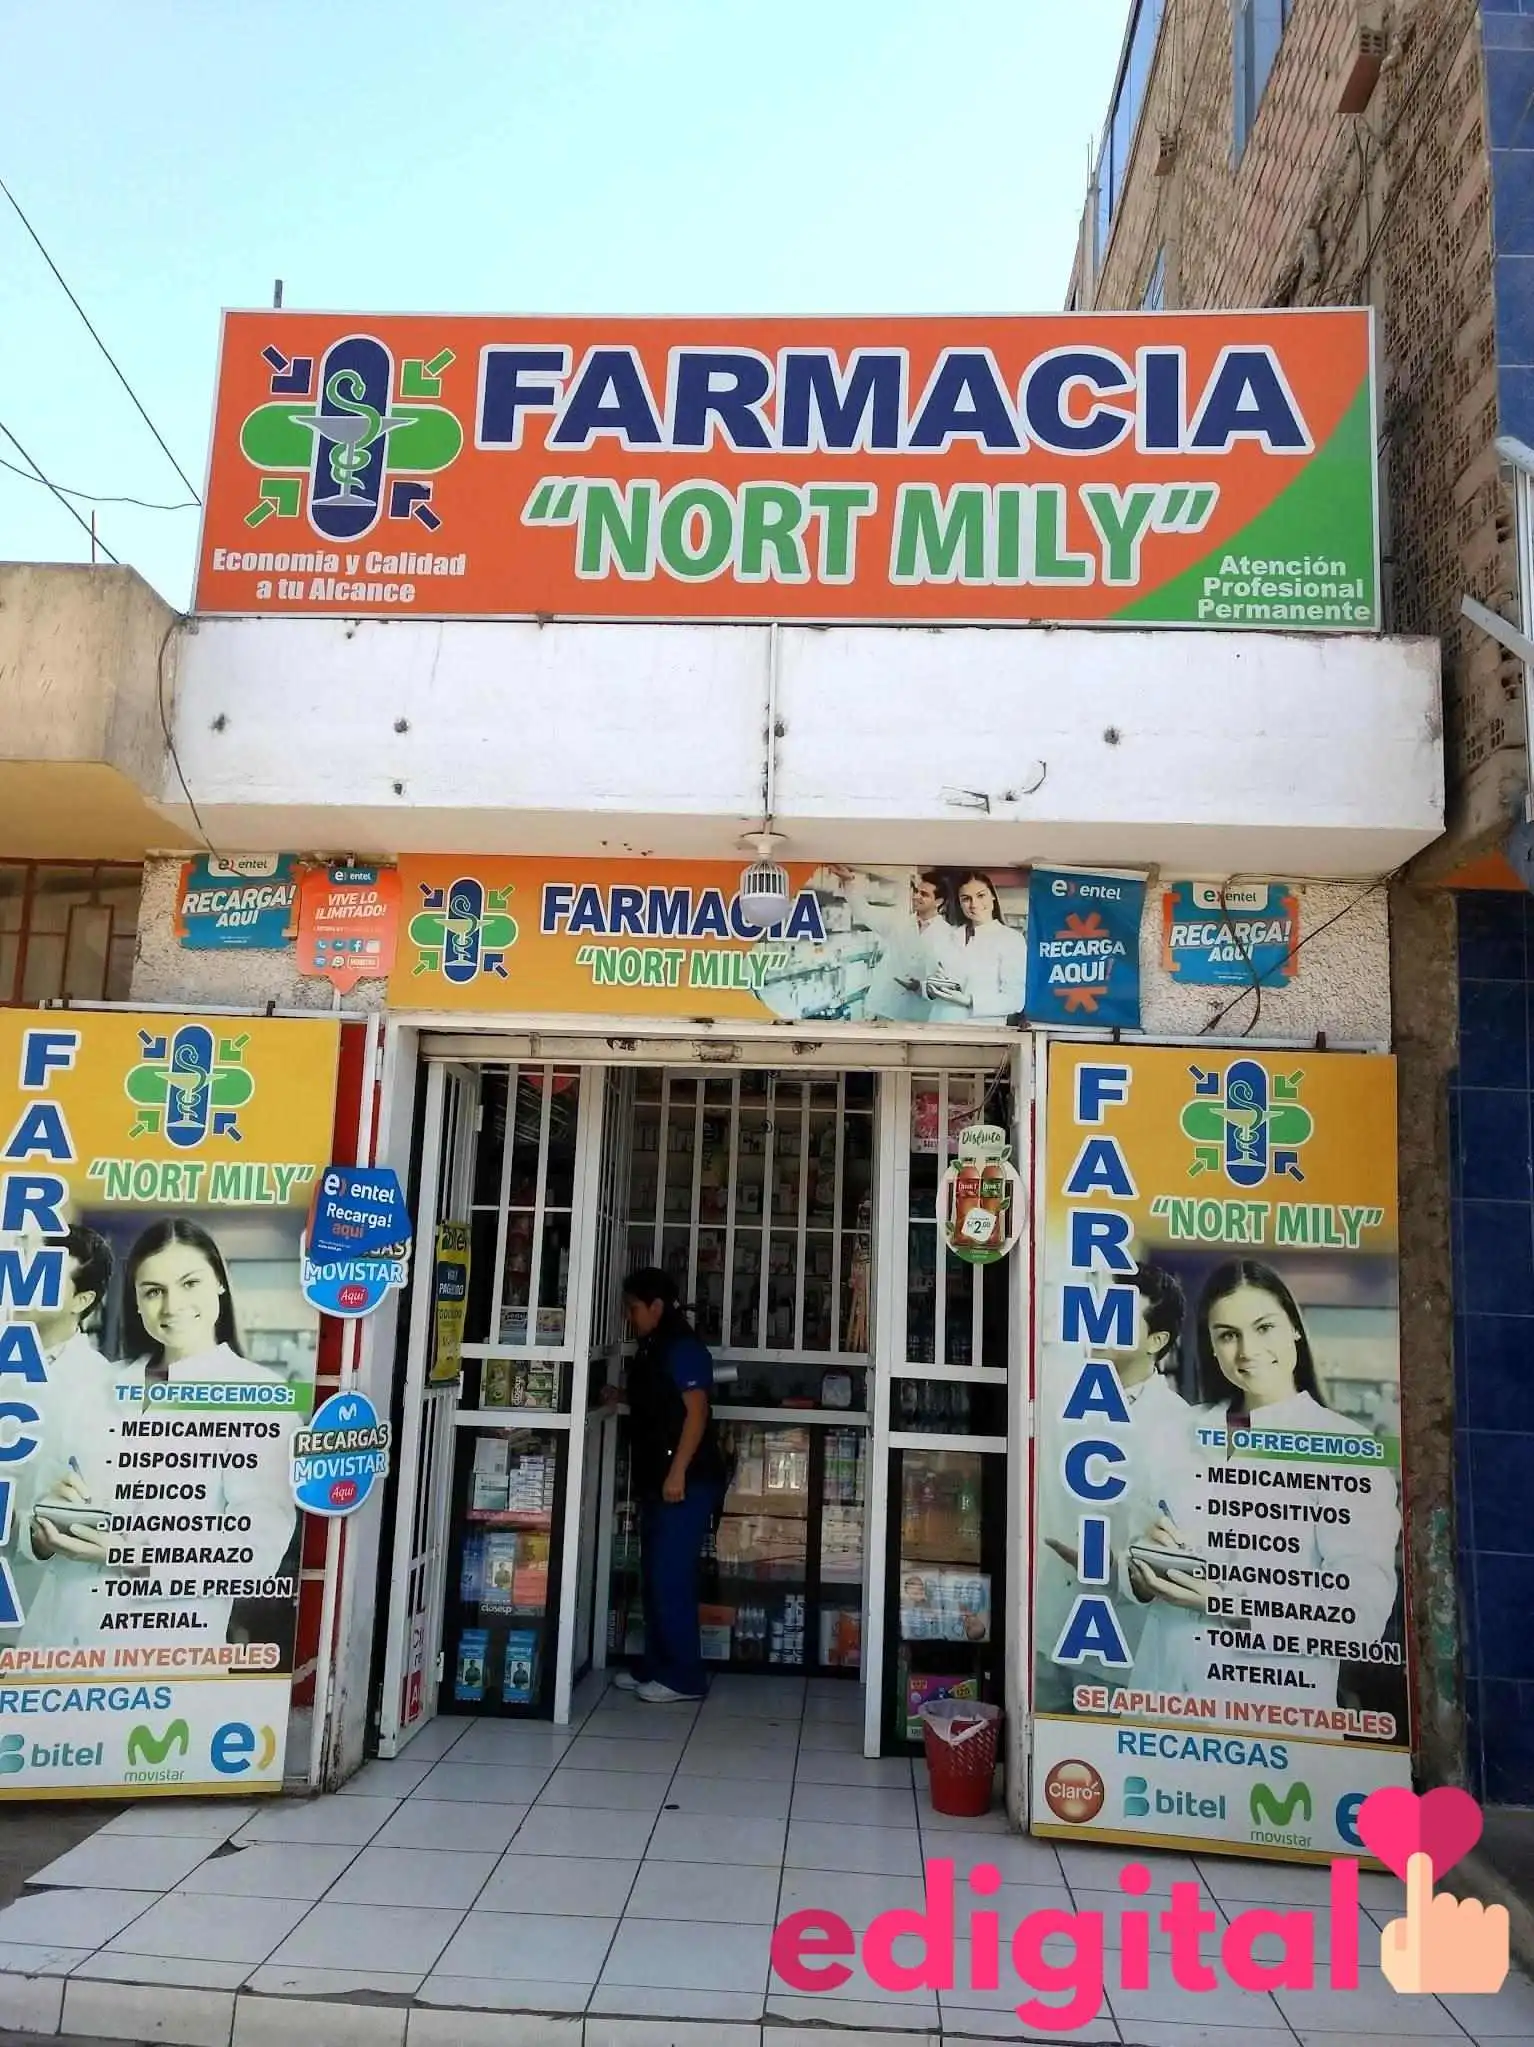 FARMACIA
"NORT MILY"
Economia y Calidad
a tu Alcance
Atención
Profesional
Permanente
entel
RECARGA!
AQUÍ
entel
VIVE LO
ILIMITADO!
FARMACIA
"NORT MILY"
entel
RECARGA
AQUÍ!
entel
RECARGA!
AQUÍ
FARMACIA
"NORT MILY"
TE OFRECEMOS:
- MEDICAMENTOS
- DISPOSITIVOS
MÉDICOS
- DIAGNOSTICO
DE EMBARAZO
- TOMA DE PRESIÓN
ARTERIAL.
APLICAN INYECTABLES
RECARGAS
bitel
movistar
e)
e) entel
Recarga!
aquí
MOVISTAR
Aquí
RECARGAS
MOVISTAR
Aquí
Disfruta
S/ 2.00
closeup
FARMACIA
"NORT MILY"
TE OFRECEMOS:
- MEDICAMENTOS
- DISPOSITIVOS
MÉDICOS
- DIAGNOSTICO
DE EMBARAZO
- TOMA DE PRESIÓN
ARTERIAL.
SE APLICAN INYECTABLES
RECARGAS
Claro
bitel
movistar
e
edigital